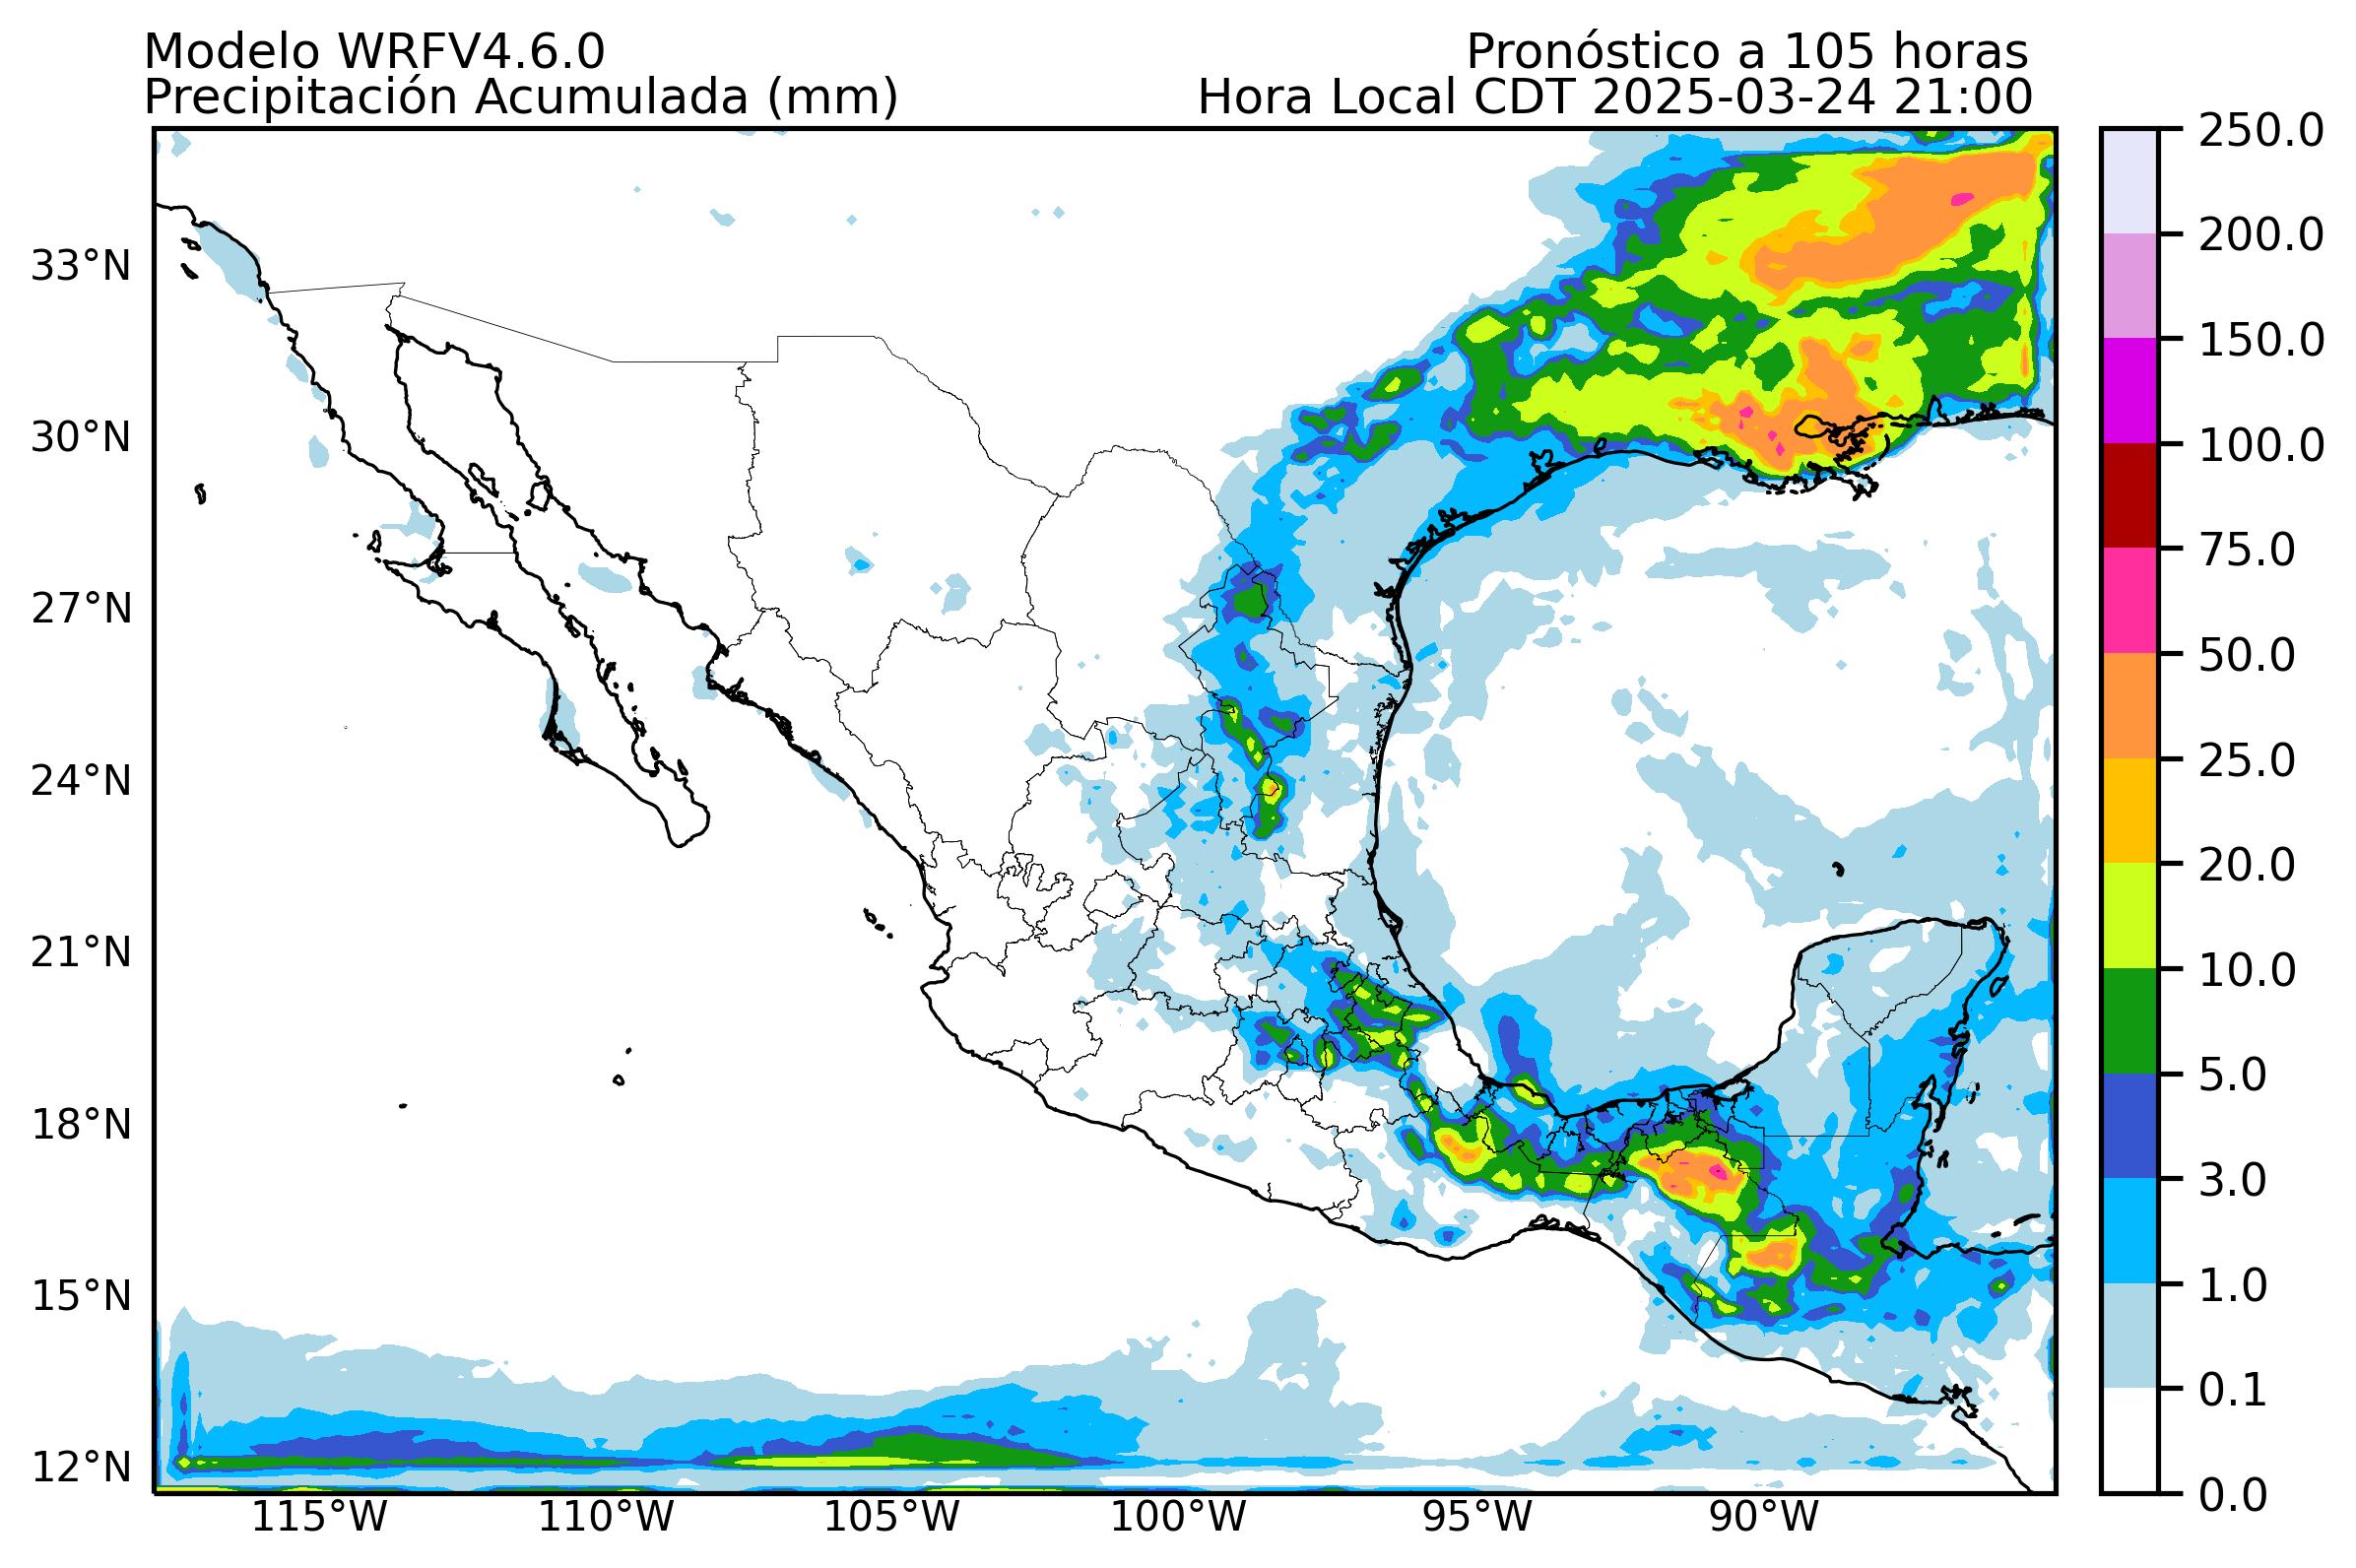 Modelo WRFV4.6.0
Pronóstico a 105 horas
Precipitación Acumulada (mm)
Hora Local CDT 2025-03-24 21:00
33°N
30°N
27°N
24°N
21°N
18°N
15°N
12°N
115°W
110°W
105°W
100°W
95°W
90°W
250.0
200.0
150.0
100.0
75.0
50.0
25.0
20.0
10.0
5.0
3.0
1.0
0.1
0.0